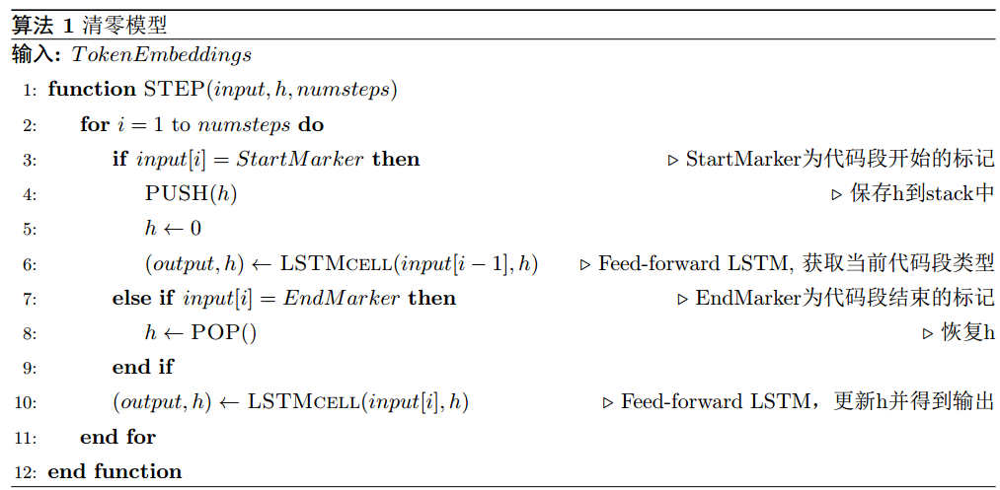 算法 1 清零模型
输入: TokenEmbeddings
1: function STEP(input, h, numsteps)
2: for i = 1 to numsteps do
3: if input[i] = StartMarker then ▷ StartMarker为代码段开始的标记
4: PUSH(h) ▷ 保存h到stack中
5: h ← 0
6: (output, h) ← LSTMCELL(input[i − 1], h) ▷ Feed-forward LSTM, 获取当前代码段类型
7: else if input[i] = EndMarker then ▷ EndMarker为代码段结束的标记
8: h ← POP() ▷ 恢复h
9: end if
10: (output, h) ← LSTMCELL(input[i], h) ▷ Feed-forward LSTM，更新h并得到输出
11: end for
12: end function